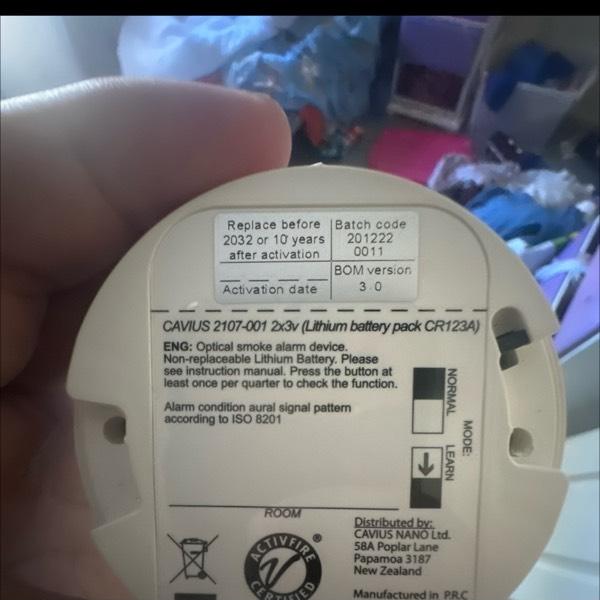 Replace before
2032 or 10 years
after activation
Activation date
Batch code
201222
0011
BOM version
3.0
CAVIUS 2107-001 2x3v (Lithium battery pack CR123A)
ENG: Optical smoke alarm device.
Non-replaceable Lithium Battery. Please
see instruction manual. Press the button at
least once per quarter to check the function.
Alarm condition aural signal pattern
according to ISO 8201
NORMAL
MODE:
LEARN
ROOM
ACTIVFIRE®
CERTIFIED
Distributed by:
CAVIUS NANO Ltd.
58A Poplar Lane
Papamoa 3187
New Zealand
Manufactured in P.R.C